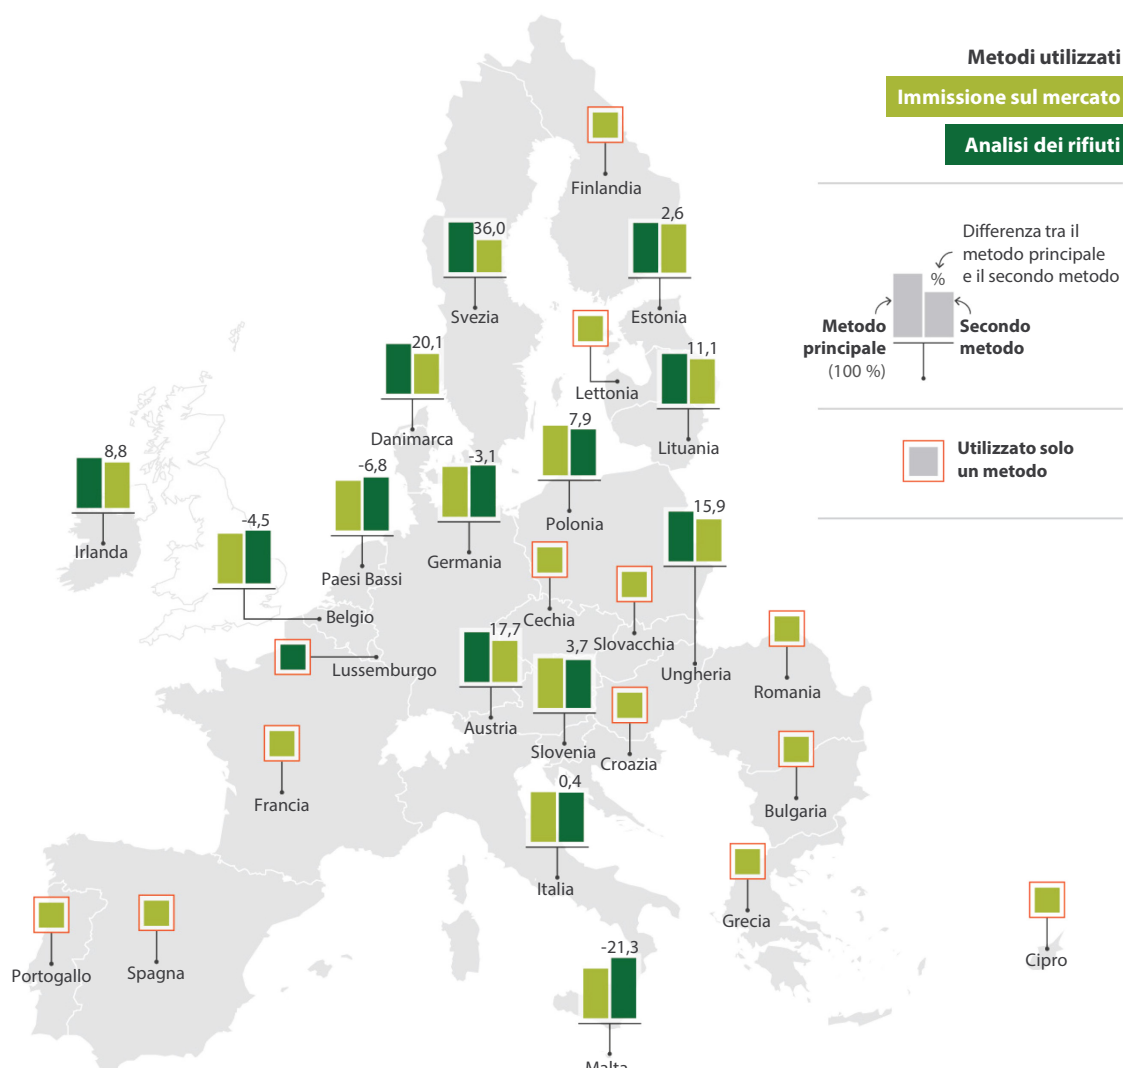 Metodi utilizzati
Immissione sul mercato
Analisi dei rifiuti
Differenza tra il
metodo principale
e il secondo metodo
%
Metodo
principale
(100 %)
Secondo
metodo
Utilizzato solo
un metodo
Finlandia
36,0
Svezia
2,6
Estonia
Lettonia
20,1
Danimarca
11,1
Lituania
7,9
Polonia
8,8
Irlanda
-6,8
Paesi Bassi
-3,1
Germania
-4,5
Belgio
15,9
Ungheria
Cechia
Slovacchia
Lussemburgo
17,7
Austria
3,7
Slovenia
Croazia
Romania
Francia
Bulgaria
0,4
Italia
Grecia
Portogallo
Spagna
Cipro
-21,3
Malta